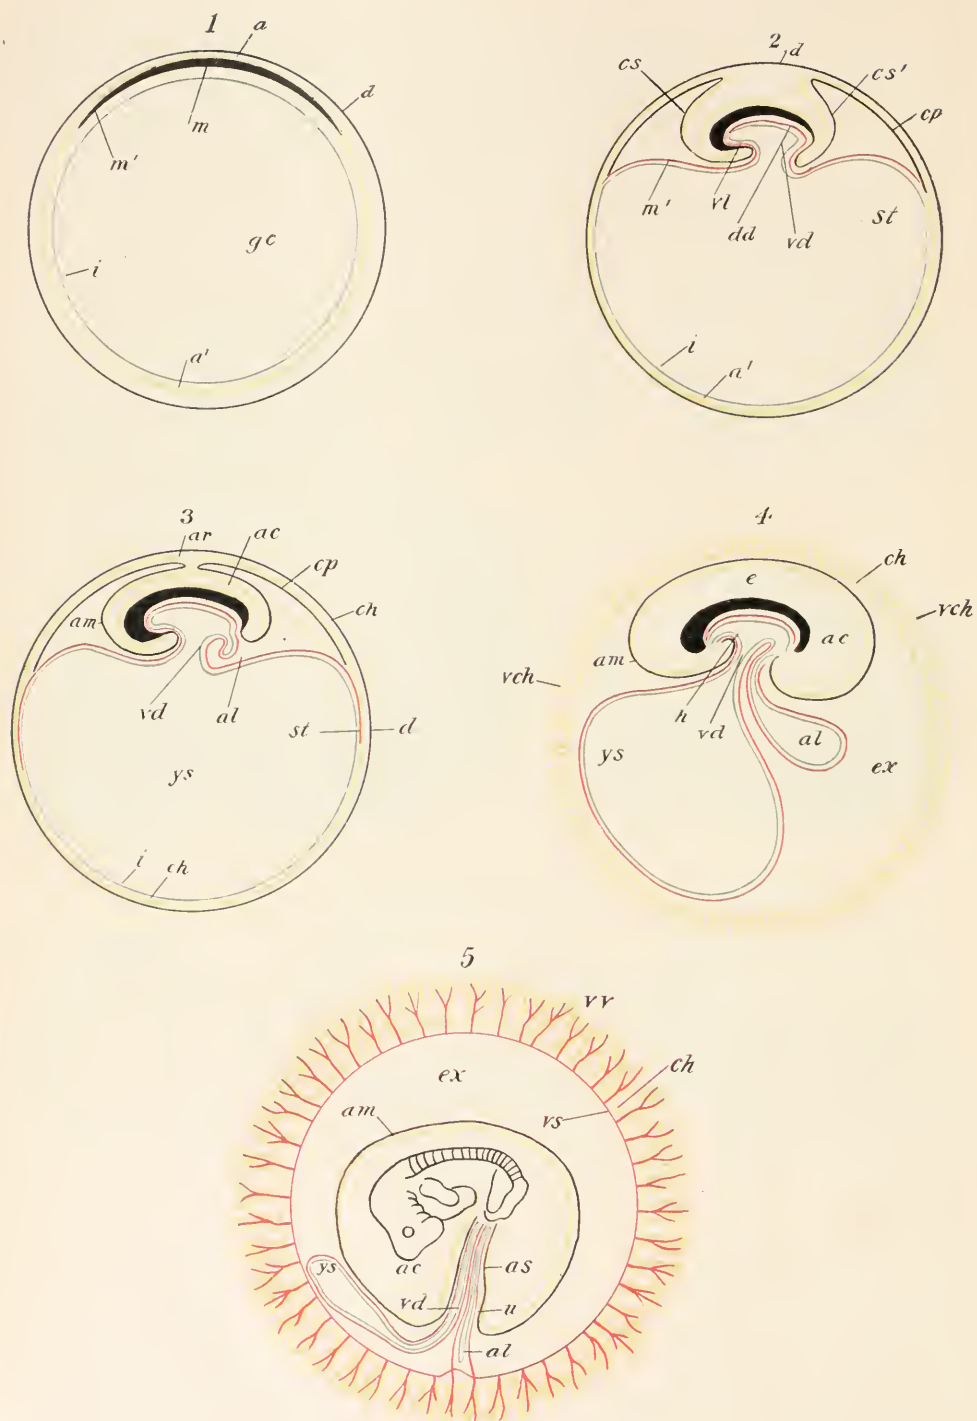 1
a
d
m
m'
gc
i
a'
2
d
cs
cs'
cp
m'
vl
dd
vd
st
i
a'
3
ar
ac
cp
am
ch
vd
al
st
d
ys
i
ch
4
ch
e
vch
ac
am
vch
h
vd
al
ys
ex
5
vv
ex
ch
am
vs
ac
as
ys
vd
u
al